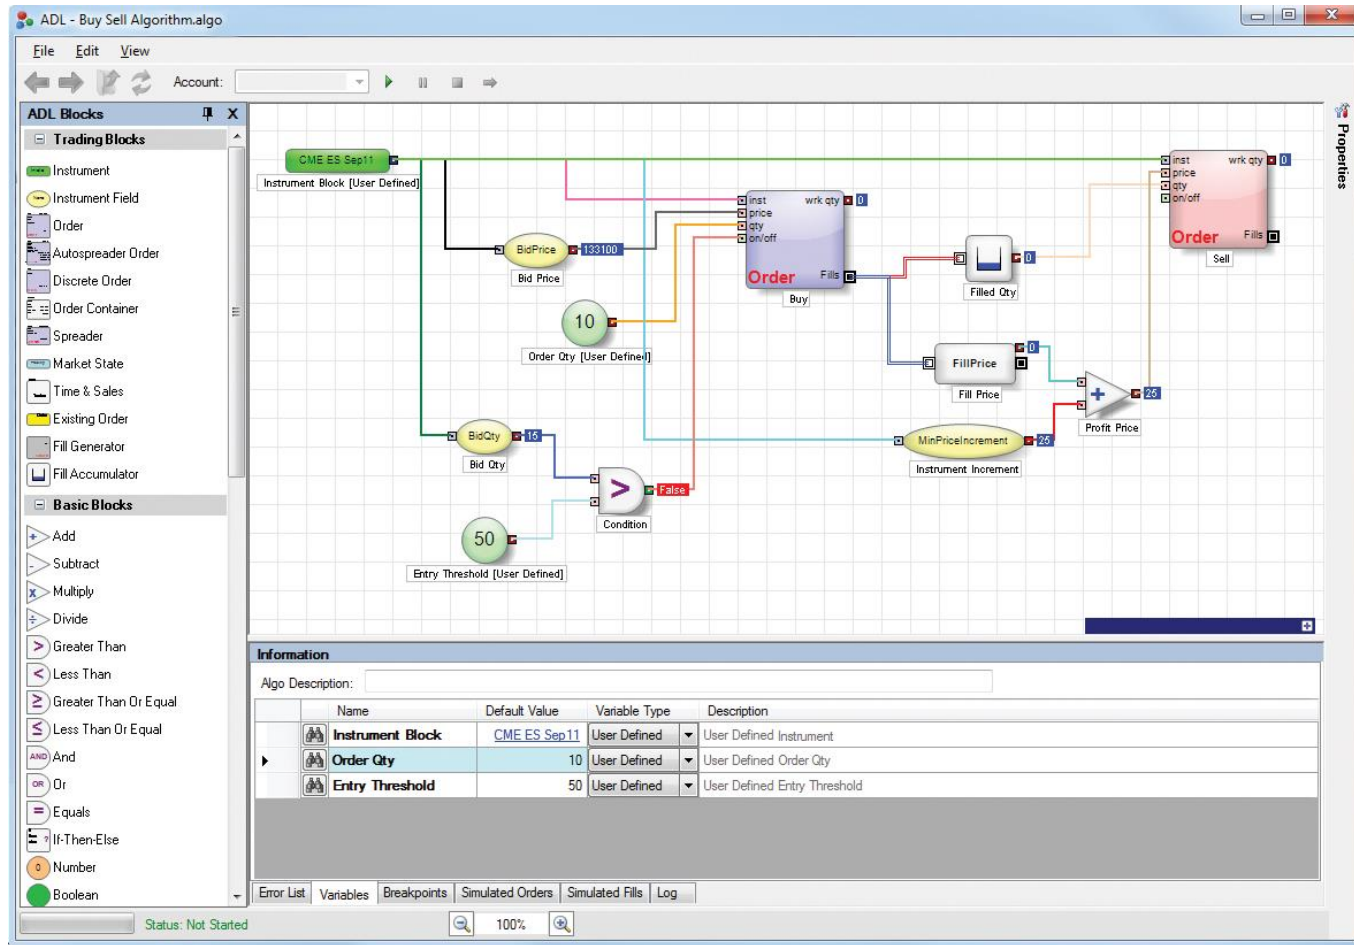 ADL - Buy Sell Algorithm.algo
File Edit View
Account:
ADL Blocks X
Trading Blocks
Instrument
Instrument Field
Order
Autospreader Order
Discrete Order
Order Container
Spreader
Market State
Time & Sales
Existing Order
Fill Generator
Fill Accumulator
Basic Blocks
+ Add
- Subtract
x Multiply
÷ Divide
> Greater Than
< Less Than
≥ Greater Than Or Equal
≤ Less Than Or Equal
AND And
OR Or
= Equals
? If-Then-Else
0 Number
Boolean
CME ES Sep11
Instrument Block [User Defined]
BidPrice 133100
Bid Price
10
Order Qty [User Defined]
BidQty 15
Bid Qty
50
Entry Threshold [User Defined]
> False
Condition
inst wrk qty 0
price
qty
on/off
Order Fills
Buy
0
Filled Qty
FillPrice 0
Fill Price
MinPriceIncrement 25
Instrument Increment
+ 25
Profit Price
inst wrk qty 0
price
qty
on/off
Order Fills
Sell
Properties
Information
Algo Description:
Name Default Value Variable Type Description
Instrument Block CME ES Sep11 User Defined User Defined Instrument
Order Qty 10 User Defined User Defined Order Qty
Entry Threshold 50 User Defined User Defined Entry Threshold
Error List Variables Breakpoints Simulated Orders Simulated Fills Log
Status: Not Started 100%